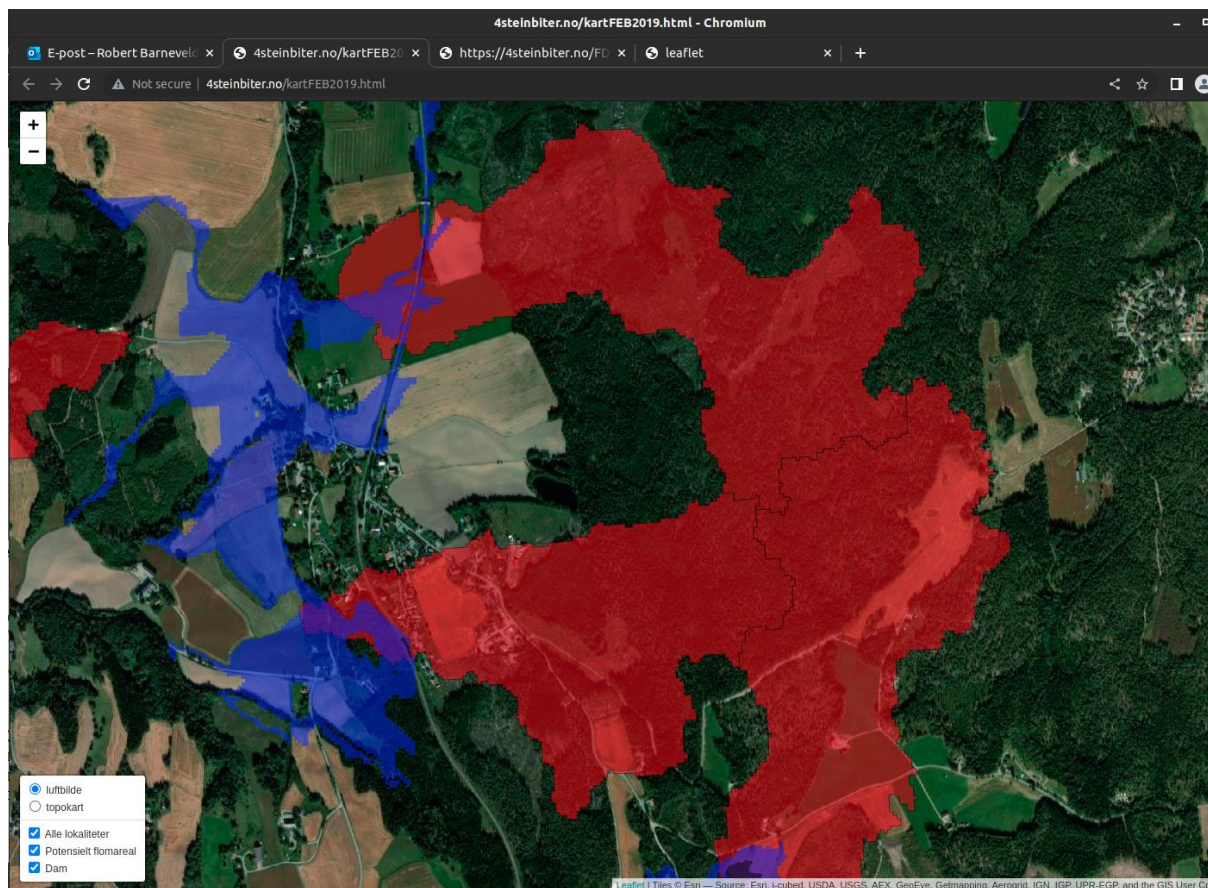 4steinbiter.no/kartFEB2019.html - Chromium
E-post – Robert Barneveld
4steinbiter.no/kartFEB20
https://4steinbiter.no/FD
leaflet
Not secure | 4steinbiter.no/kartFEB2019.html
+
−
luftbilde
topokart
Alle lokaliteter
Potensielt flomareal
Dam
Leaflet | Tiles © Esri — Source: Esri, i-cubed, USDA, USGS, AEX, GeoEye, Getmapping, Aerogrid, IGN, IGP, UPR-EGP, and the GIS User